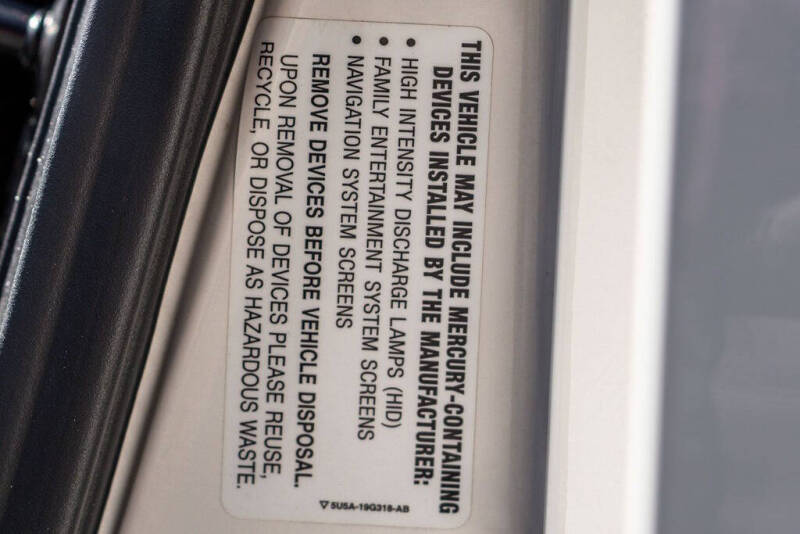 THIS VEHICLE MAY INCLUDE MERCURY-CONTAINING
DEVICES INSTALLED BY THE MANUFACTURER:
• HIGH INTENSITY DISCHARGE LAMPS (HID)
• FAMILY ENTERTAINMENT SYSTEM SCREENS
• NAVIGATION SYSTEM SCREENS
REMOVE DEVICES BEFORE VEHICLE DISPOSAL.
UPON REMOVAL OF DEVICES PLEASE REUSE,
RECYCLE, OR DISPOSE AS HAZARDOUS WASTE.
5U5A-19G318-AB